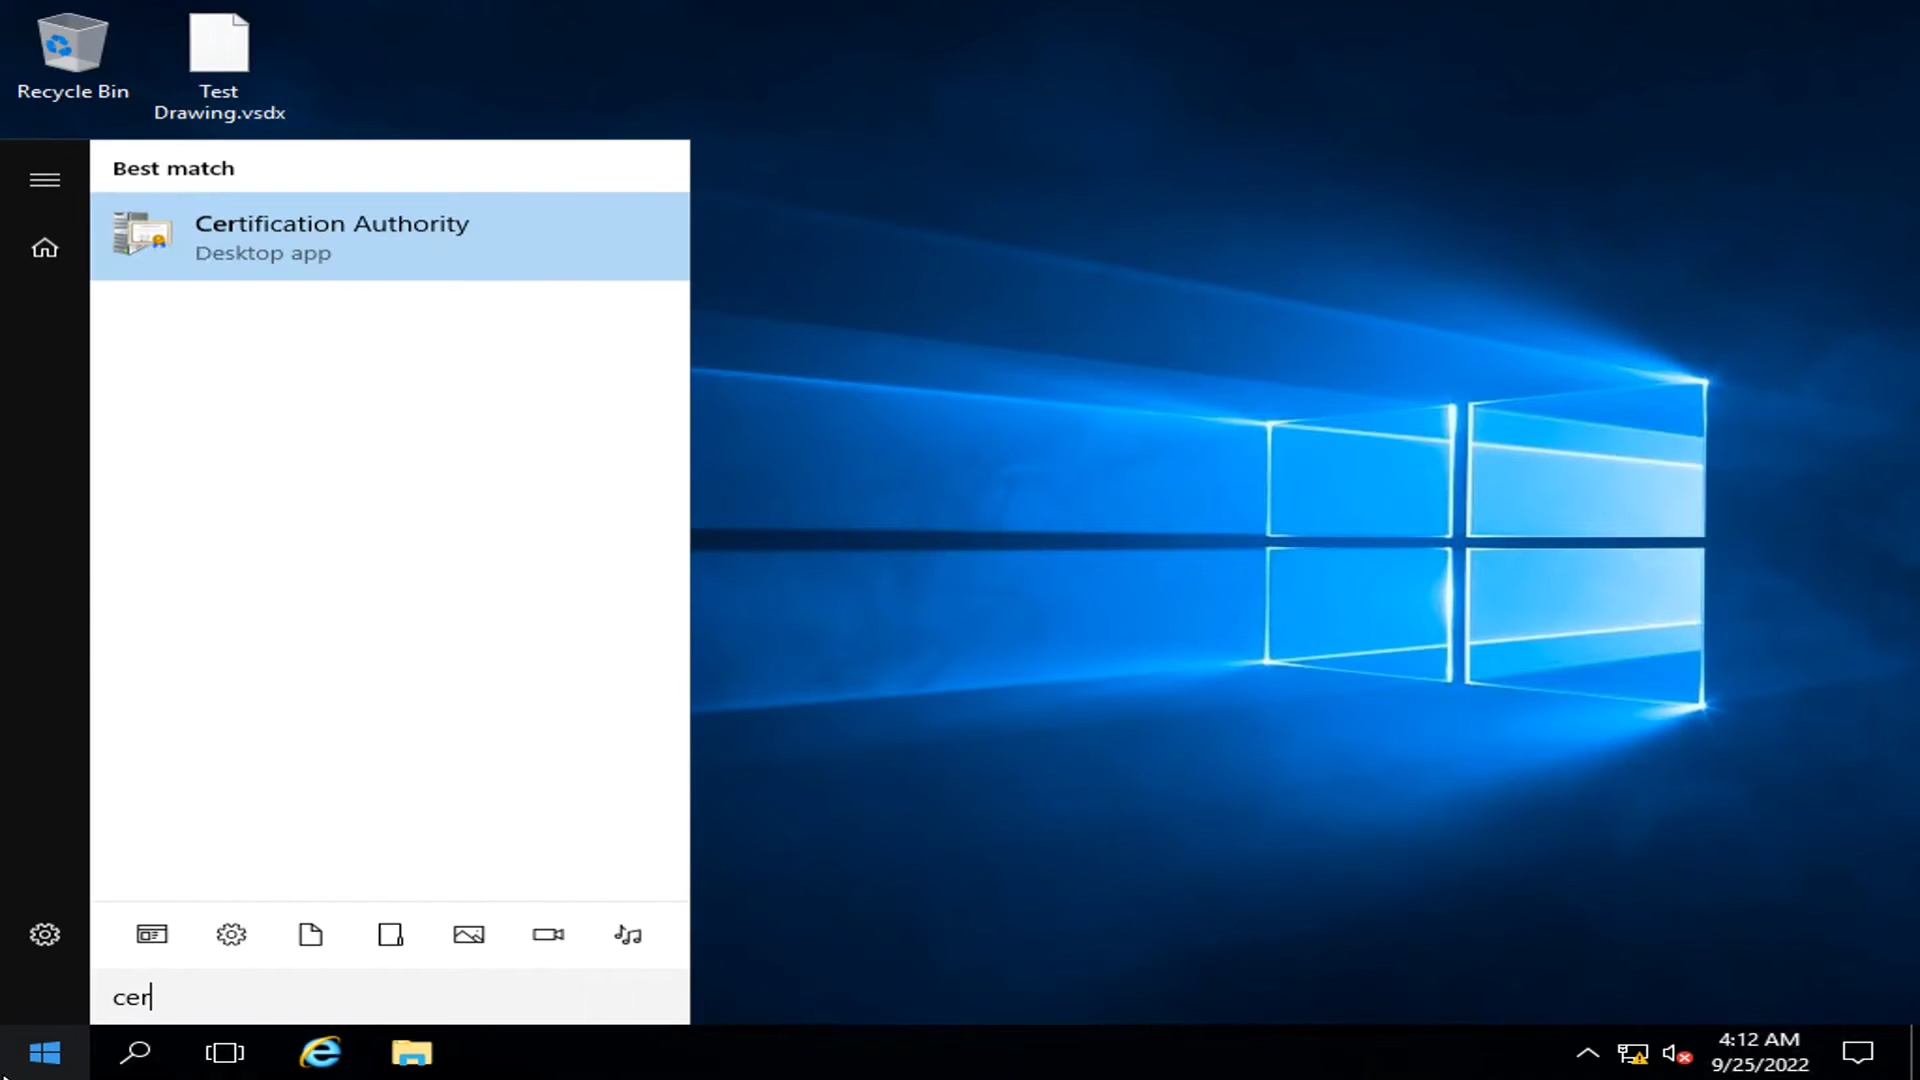 Recycle Bin
Test
Drawing.vsdx
Best match
Certification Authority
Desktop app
cer
4:12 AM
9/25/2022